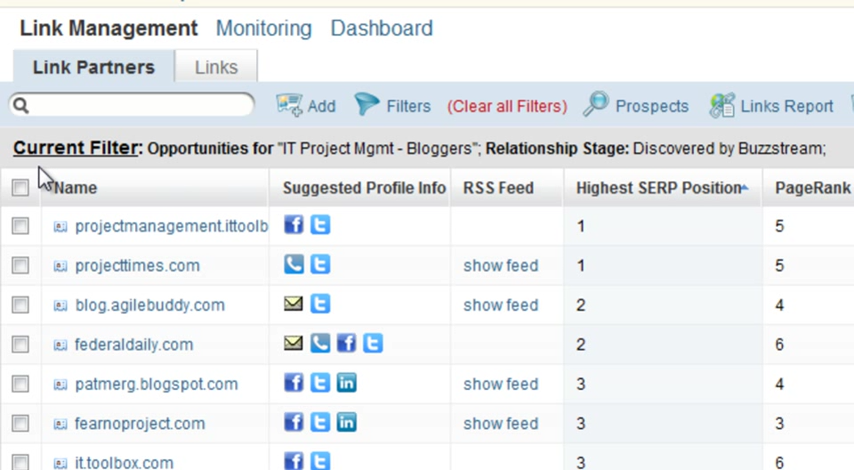 Link Management Monitoring Dashboard
Link Partners Links
Add Filters (Clear all Filters) Prospects Links Report
Current Filter: Opportunities for "IT Project Mgmt - Bloggers"; Relationship Stage: Discovered by Buzzstream;
Name Suggested Profile Info RSS Feed Highest SERP Position PageRank
projectmanagement.ittoolb 1 5
projecttimes.com show feed 1 5
blog.agilebuddy.com show feed 2 4
federaldaily.com 2 6
patmerg.blogspot.com show feed 3 4
fearnoproject.com show feed 3 3
it.toolbox.com 3 6